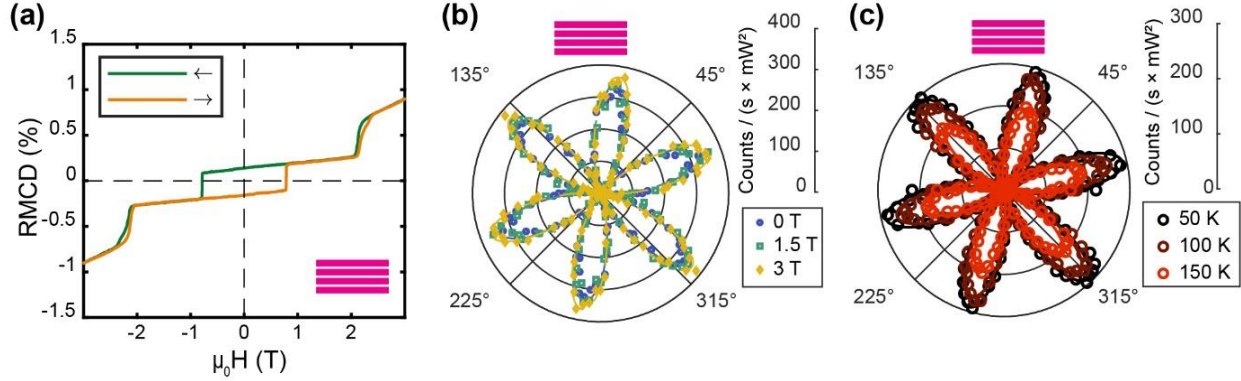 (a)
1.5
1
0.5
0
-0.5
-1
-1.5
RMCD (%)
←
→
-2
-1
0
1
2
μ₀H (T)
(b)
135°
45°
225°
315°
400
300
200
100
0
Counts / (s × mW²)
0 T
1.5 T
3 T
(c)
135°
45°
225°
315°
300
200
100
0
Counts / (s × mW²)
50 K
100 K
150 K